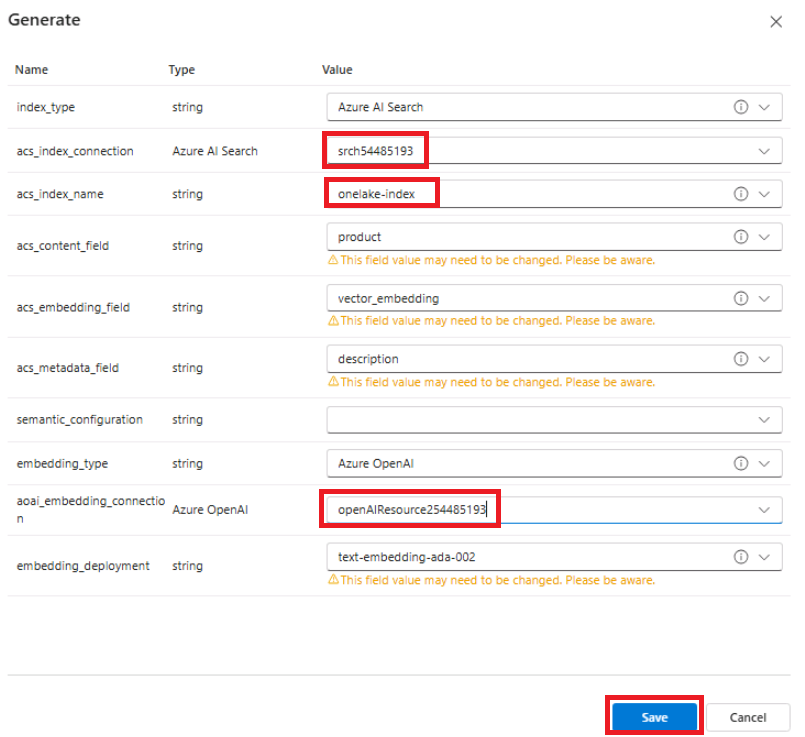 Generate
Name Type Value
index_type string Azure AI Search
acs_index_connection Azure AI Search srch54485193
acs_index_name string onelake-index
acs_content_field string product
This field value may need to be changed. Please be aware.
acs_embedding_field string vector_embedding
This field value may need to be changed. Please be aware.
acs_metadata_field string description
This field value may need to be changed. Please be aware.
semantic_configuration string
embedding_type string Azure OpenAI
aoai_embedding_connectio
n Azure OpenAI openAIResource254485193
embedding_deployment string text-embedding-ada-002
This field value may need to be changed. Please be aware.
Save Cancel